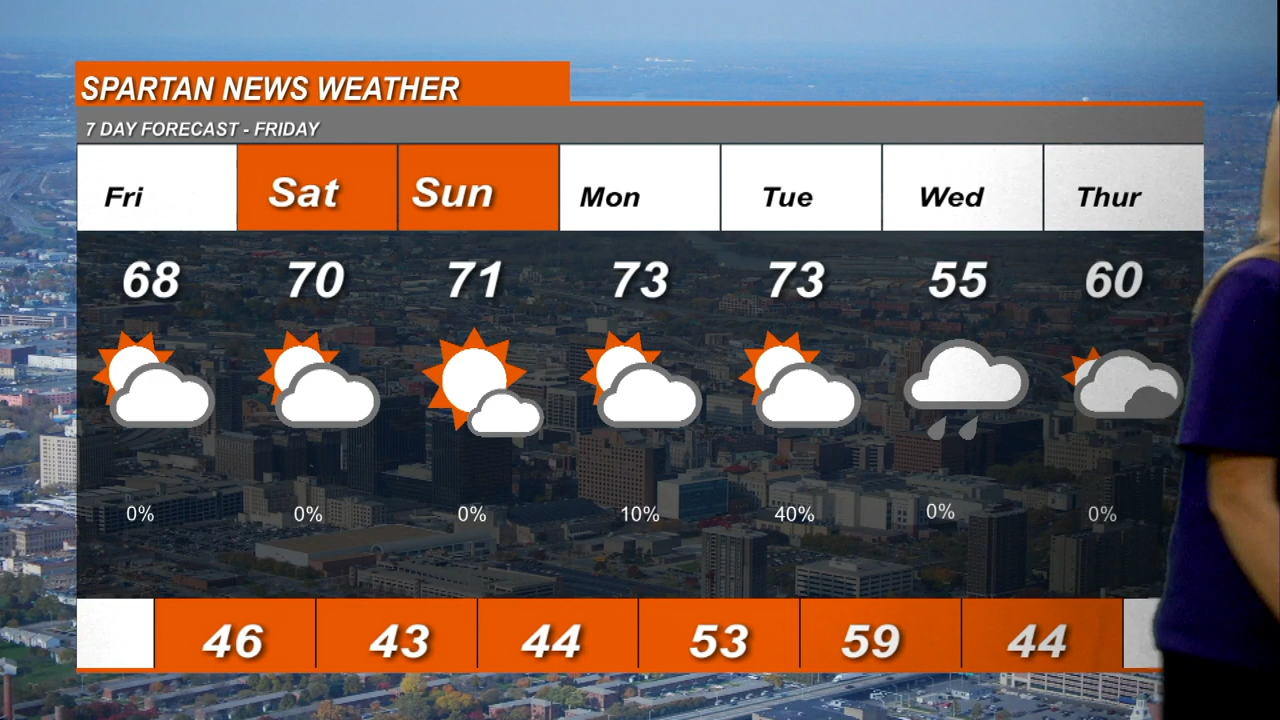 SPARTAN NEWS WEATHER
7 DAY FORECAST - FRIDAY
Fri Sat Sun Mon Tue Wed Thur
68 70 71 73 73 55 60
0% 0% 0% 10% 40% 0% 0%
46 43 44 53 59 44